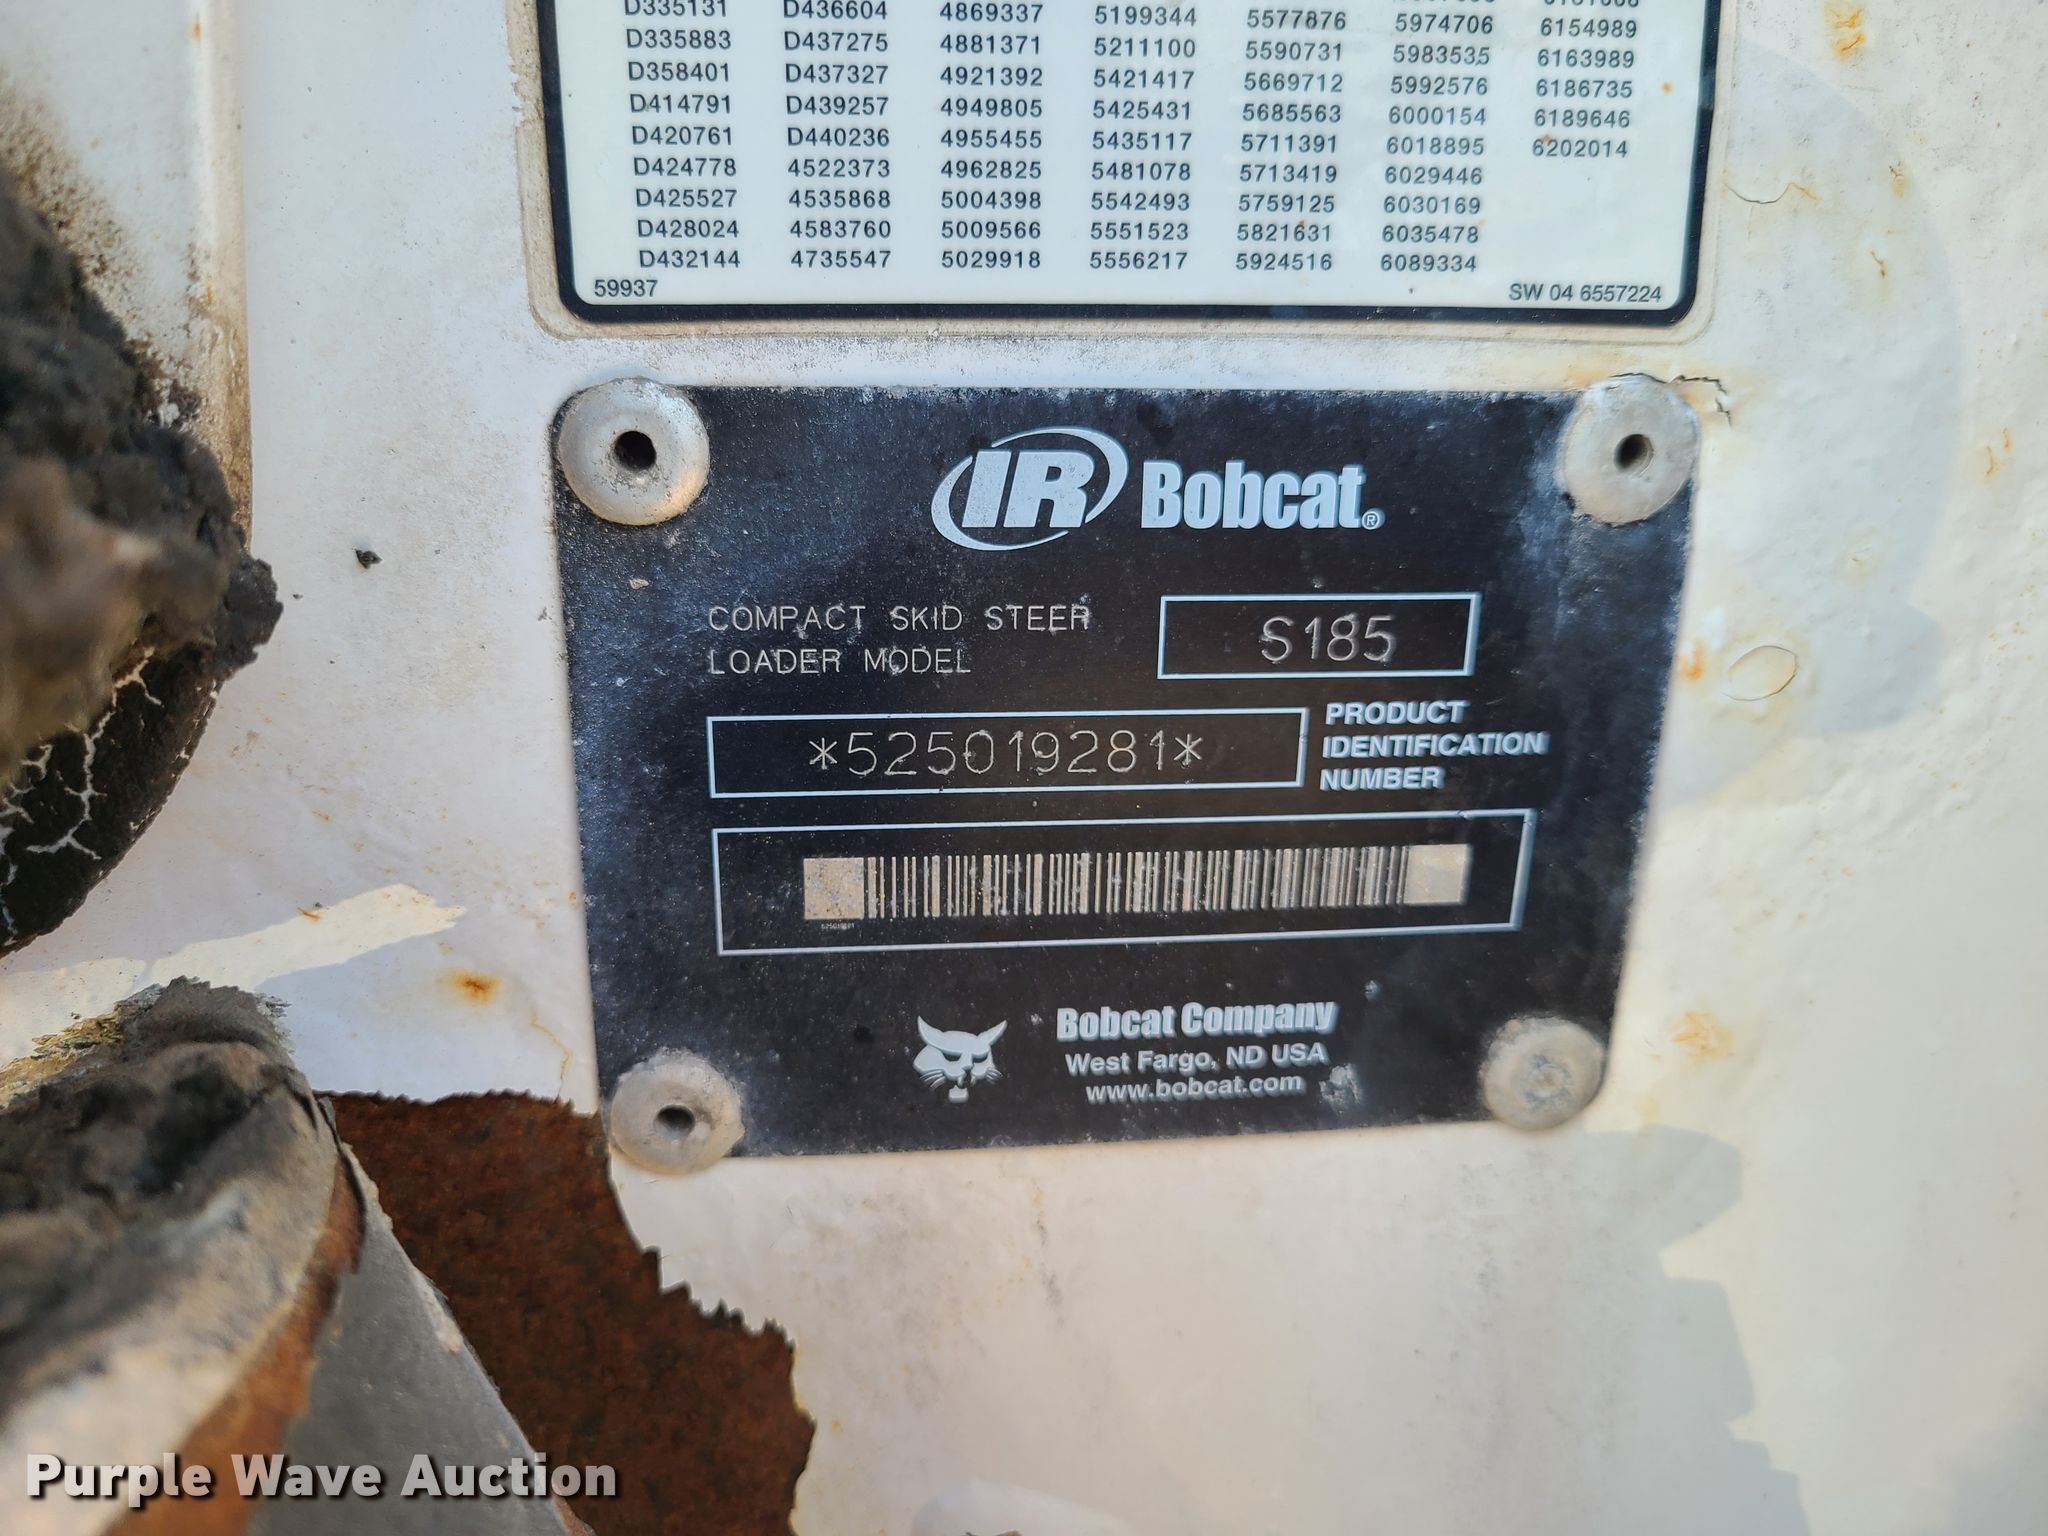 D335131 D436604 4869337 5199344 5577876 5974706 6154989
D335883 D437275 4881371 5211100 5590731 5983535 6163989
D358401 D437327 4921392 5421417 5669712 5992576 6186735
D414791 D439257 4949805 5425431 5685563 6000154 6189646
D420761 D440236 4955455 5435117 5711391 6018895 6202014
D424778 4522373 4962825 5481078 5713419 6029446
D425527 4535868 5004398 5542493 5759125 6030169
D428024 4583760 5009566 5551523 5821631 6035478
D432144 4735547 5029918 5556217 5924516 6089334
59937 SW 04 6557224
IR Bobcat®
COMPACT SKID STEER
LOADER MODEL
S185
*525019281*
PRODUCT
IDENTIFICATION
NUMBER
525019281
Bobcat Company
West Fargo, ND USA
www.bobcat.com
Purple Wave Auction